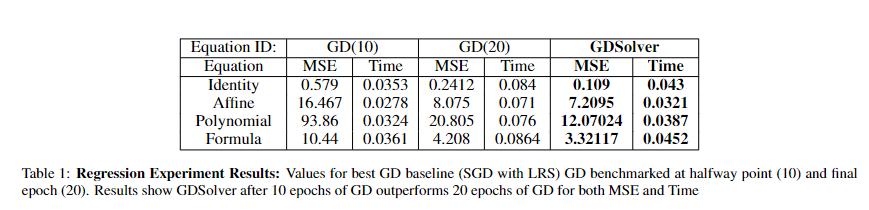 Equation ID: GD(10) GD(20) GDSolver
Equation MSE Time MSE Time MSE Time
Identity 0.579 0.0353 0.2412 0.084 0.109 0.043
Affine 16.467 0.0278 8.075 0.071 7.2095 0.0321
Polynomial 93.86 0.0324 20.805 0.076 12.07024 0.0387
Formula 10.44 0.0361 4.208 0.0864 3.32117 0.0452
Table 1: Regression Experiment Results: Values for best GD baseline (SGD with LRS) GD benchmarked at halfway point (10) and final
epoch (20). Results show GDSolver after 10 epochs of GD outperforms 20 epochs of GD for both MSE and Time